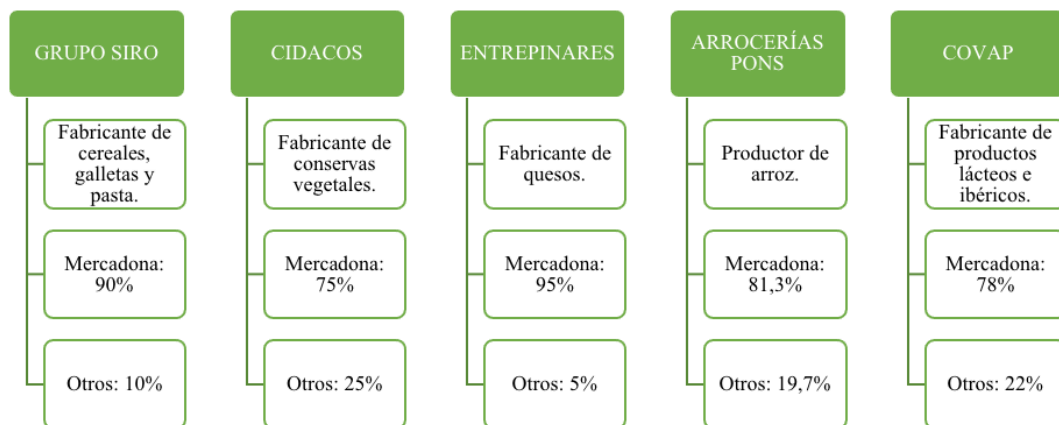 GRUPO SIRO
Fabricante de
cereales,
galletas y
pasta.
Mercadona:
90%
Otros: 10%
CIDACOS
Fabricante de
conservas
vegetales.
Mercadona:
75%
Otros: 25%
ENTREPINARES
Fabricante de
quesos.
Mercadona:
95%
Otros: 5%
ARROCERÍAS
PONS
Productor de
arroz.
Mercadona:
81,3%
Otros: 19,7%
COVAP
Fabricante de
productos
lácteos e
ibéricos.
Mercadona:
78%
Otros: 22%